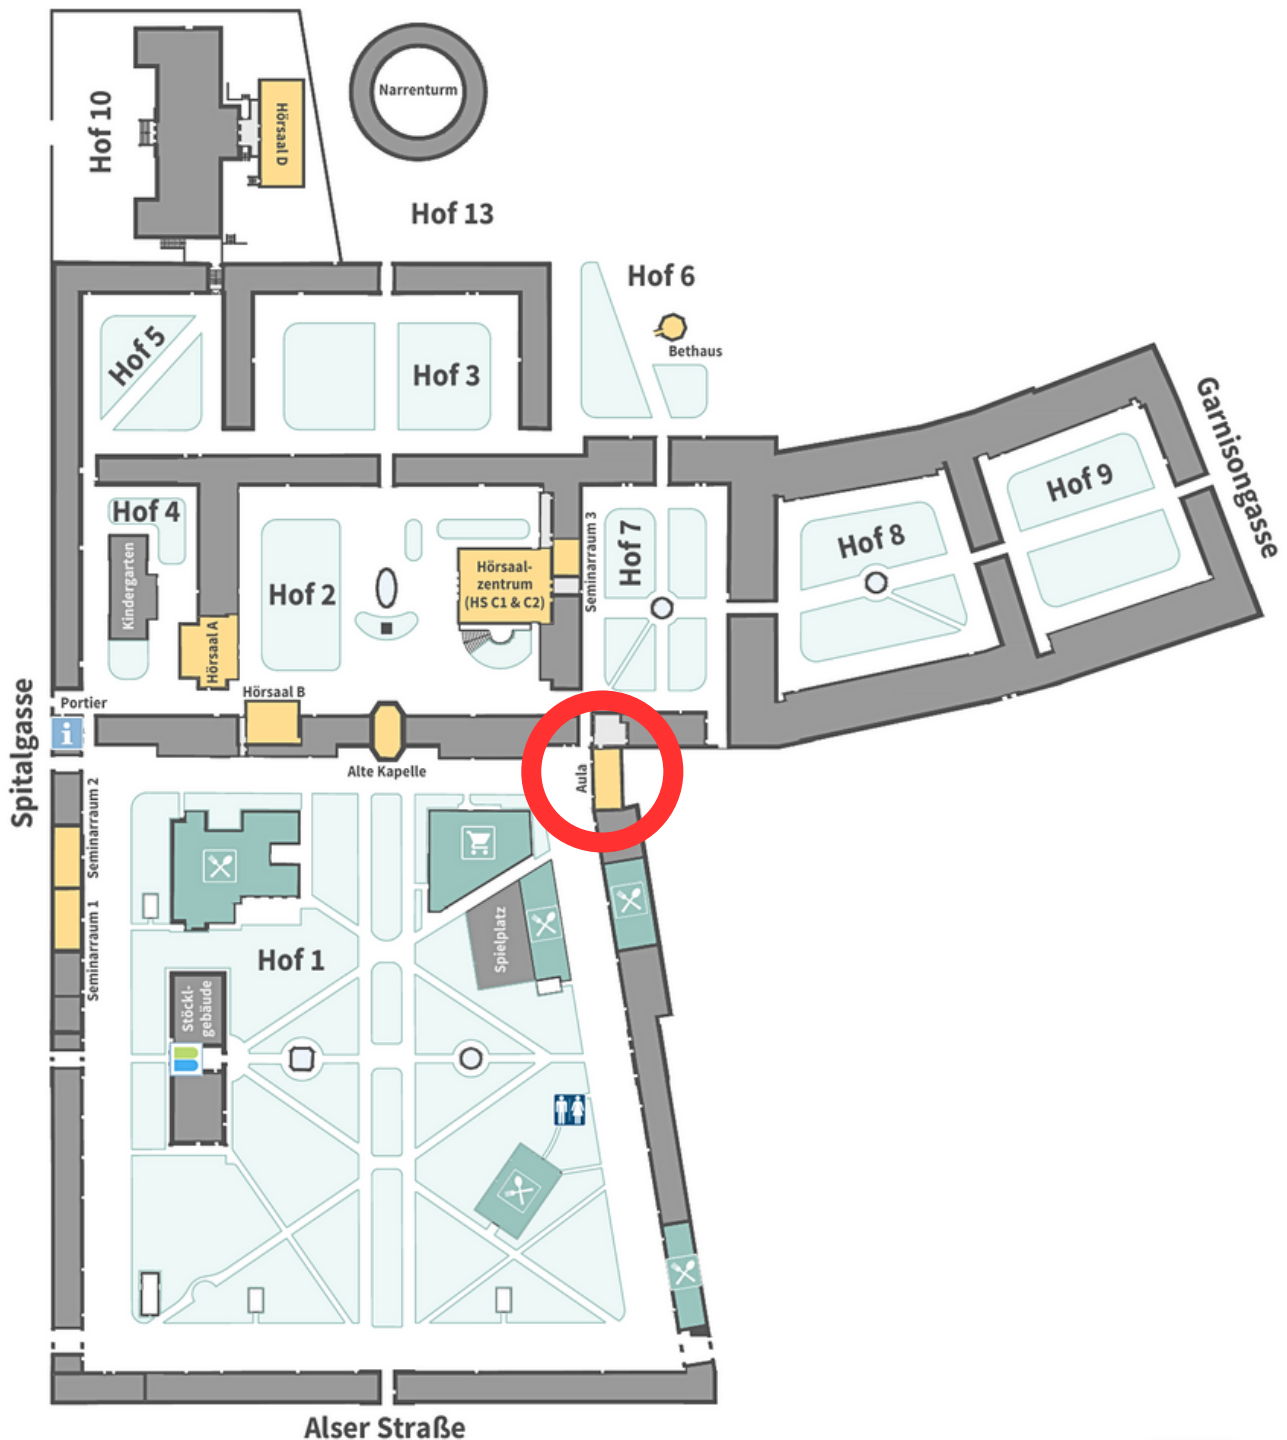 Narrenturm
Hof 10
Hörsaal D
Hof 13
Hof 6
Bethaus
Hof 5
Hof 3
Garnisongasse
Hof 9
Hof 4
Kindergarten
Hörsaal A
Hof 2
Hörsaal-
zentrum
(HS C1 & C2)
Seminarraum 3
Hof 7
Hof 8
Spitalgasse
Portier
i
Hörsaal B
Alte Kapelle
Aula
Seminarraum 2
Seminarraum 1
Spielplatz
Hof 1
Stöckl-
gebäude
Alser Straße